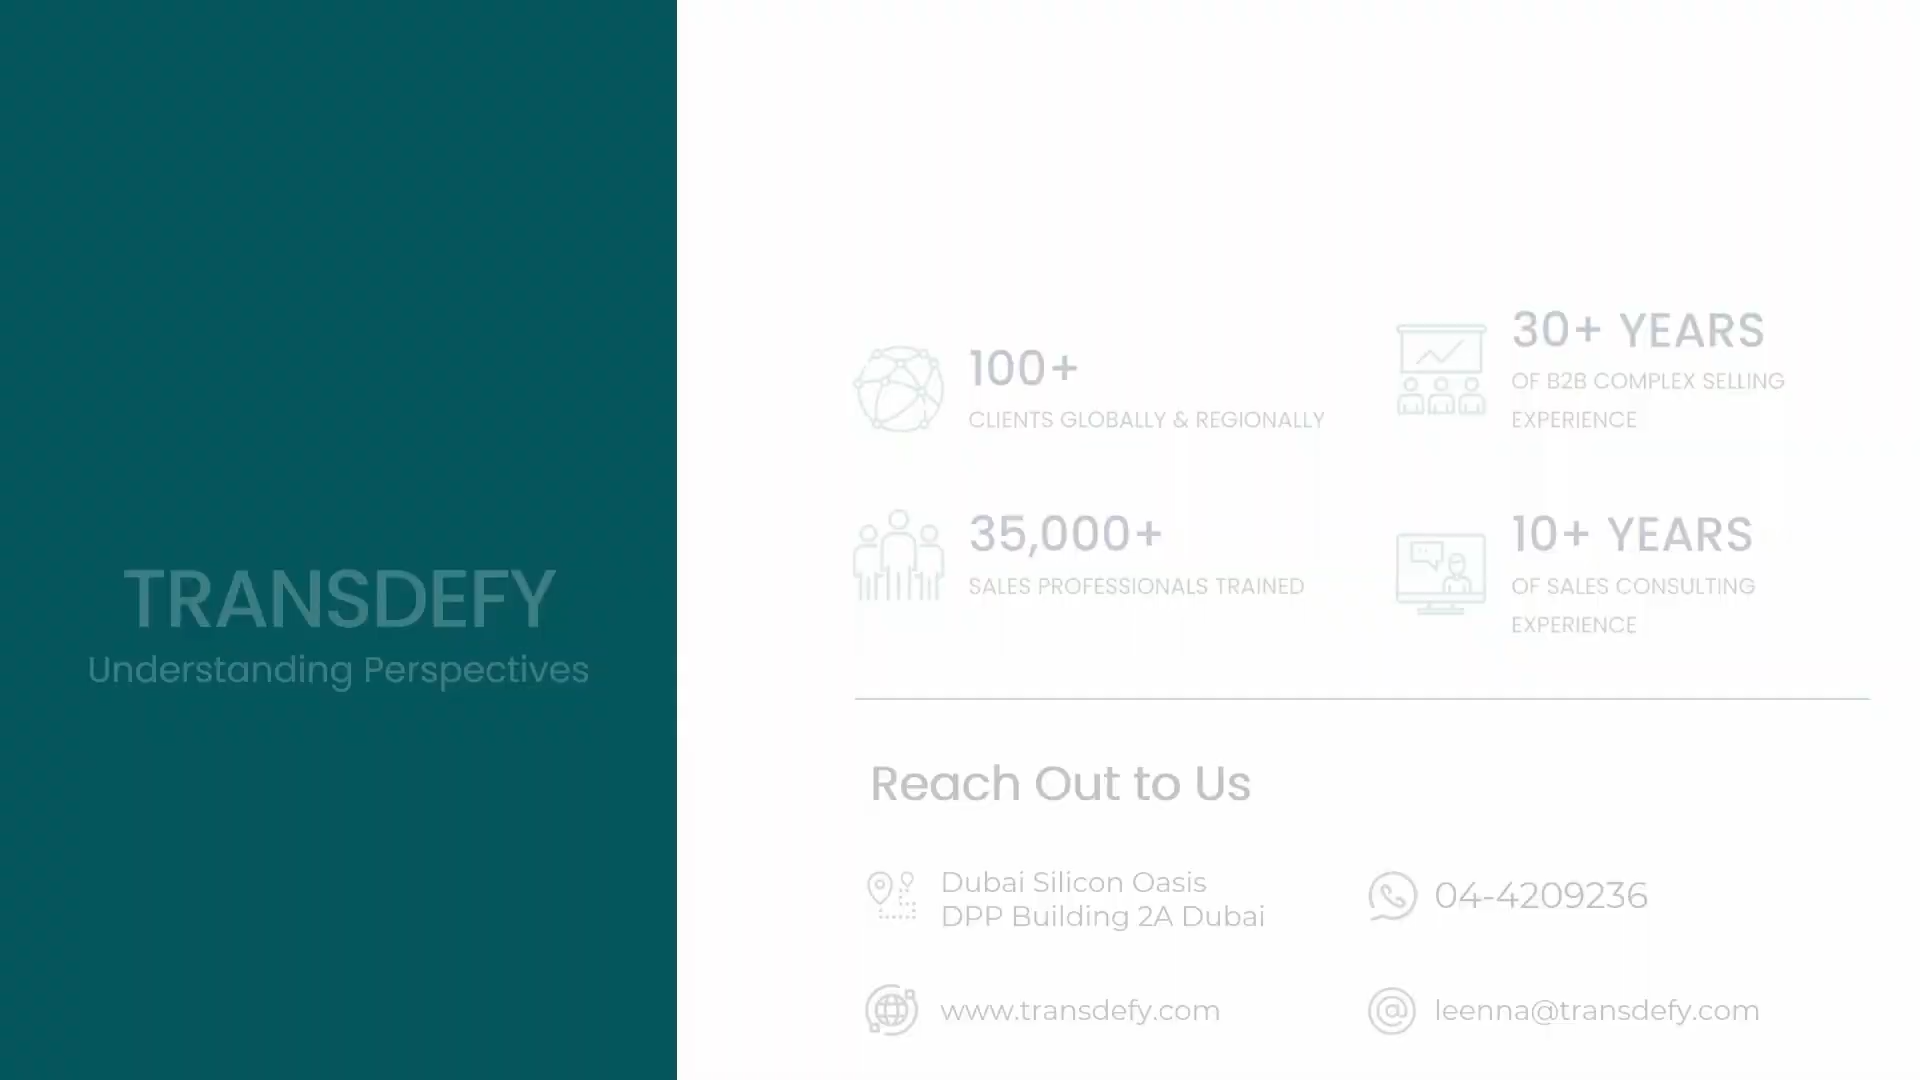 TRANSDEFY
Understanding Perspectives
100+
CLIENTS GLOBALLY & REGIONALLY
30+ YEARS
OF B2B COMPLEX SELLING
EXPERIENCE
35,000+
SALES PROFESSIONALS TRAINED
10+ YEARS
OF SALES CONSULTING
EXPERIENCE
Reach Out to Us
Dubai Silicon Oasis
DPP Building 2A Dubai
04-4209236
www.transdefy.com
leenna@transdefy.com